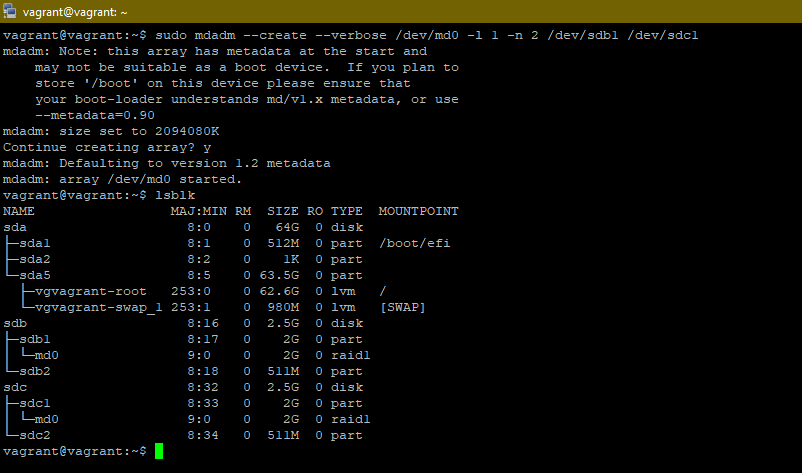 vagrant@vagrant: ~
vagrant@vagrant:~$ sudo mdadm --create --verbose /dev/md0 -l 1 -n 2 /dev/sdb1 /dev/sdc1
mdadm: Note: this array has metadata at the start and
    may not be suitable as a boot device.  If you plan to
    store '/boot' on this device please ensure that
    your boot-loader understands md/v1.x metadata, or use
    --metadata=0.90
mdadm: size set to 2094080K
Continue creating array? y
mdadm: Defaulting to version 1.2 metadata
mdadm: array /dev/md0 started.
vagrant@vagrant:~$ lsblk
NAME                 MAJ:MIN RM  SIZE RO TYPE  MOUNTPOINT
sda                    8:0    0   64G  0 disk
├─sda1                 8:1    0  512M  0 part  /boot/efi
├─sda2                 8:2    0    1K  0 part
└─sda5                 8:5    0 63.5G  0 part
  ├─vgvagrant-root   253:0    0 62.6G  0 lvm   /
  └─vgvagrant-swap_1 253:1    0  980M  0 lvm   [SWAP]
sdb                    8:16   0  2.5G  0 disk
├─sdb1                 8:17   0    2G  0 part
│ └─md0                9:0    0    2G  0 raid1
└─sdb2                 8:18   0  511M  0 part
sdc                    8:32   0  2.5G  0 disk
├─sdc1                 8:33   0    2G  0 part
│ └─md0                9:0    0    2G  0 raid1
└─sdc2                 8:34   0  511M  0 part
vagrant@vagrant:~$